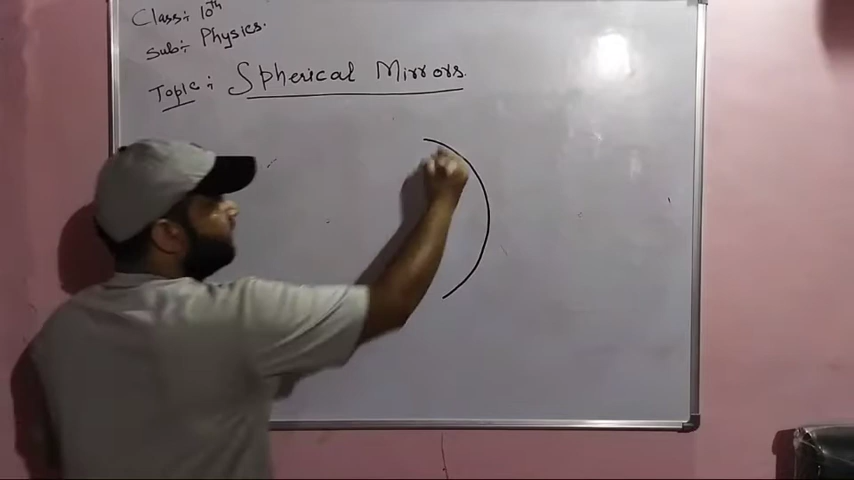 Class:- 10th
Sub:- Physics.
Topic:- Spherical Mirrors.